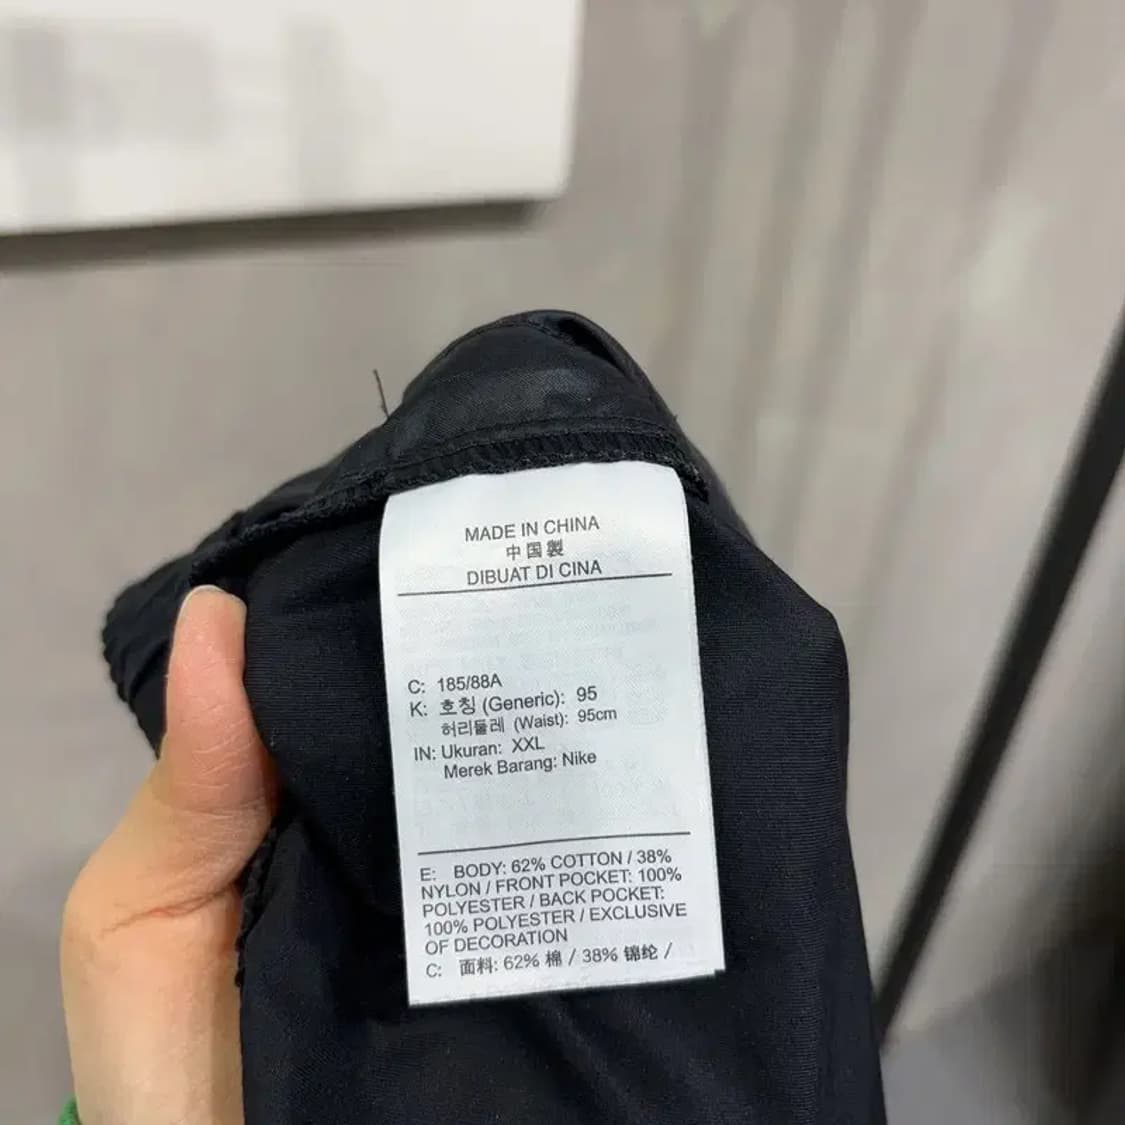 MADE IN CHINA
中国製
DIBUAT DI CINA
C: 185/88A
K: 호칭 (Generic): 95
허리둘레 (Waist): 95cm
IN: Ukuran: XXL
Merek Barang: Nike
E: BODY: 62% COTTON / 38%
NYLON / FRONT POCKET: 100%
POLYESTER / BACK POCKET:
100% POLYESTER / EXCLUSIVE
OF DECORATION
C: 面料: 62% 棉 / 38% 锦纶 /